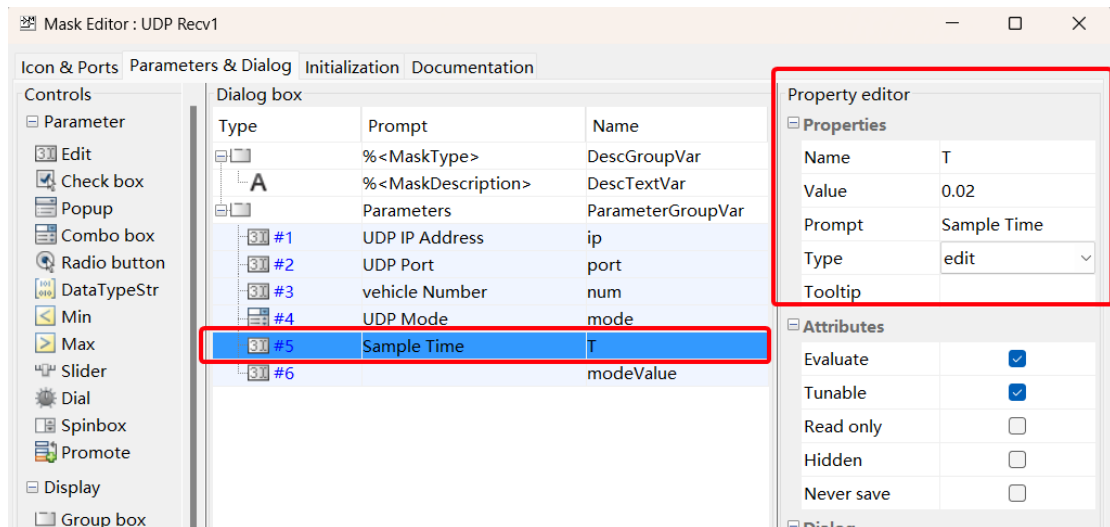 Mask Editor : UDP Recv1
Icon & Ports Parameters & Dialog Initialization Documentation
Controls
Parameter
Edit
Check box
Popup
Combo box
Radio button
DataTypeStr
Min
Max
Slider
Dial
Spinbox
Promote
Display
Group box
Dialog box
Type Prompt Name
%<MaskType> DescGroupVar
A %<MaskDescription> DescTextVar
Parameters ParameterGroupVar
#1 UDP IP Address ip
#2 UDP Port port
#3 vehicle Number num
#4 UDP Mode mode
#5 Sample Time T
#6 modeValue
Property editor
Properties
Name T
Value 0.02
Prompt Sample Time
Type edit
Tooltip
Attributes
Evaluate
Tunable
Read only
Hidden
Never save
Dialog